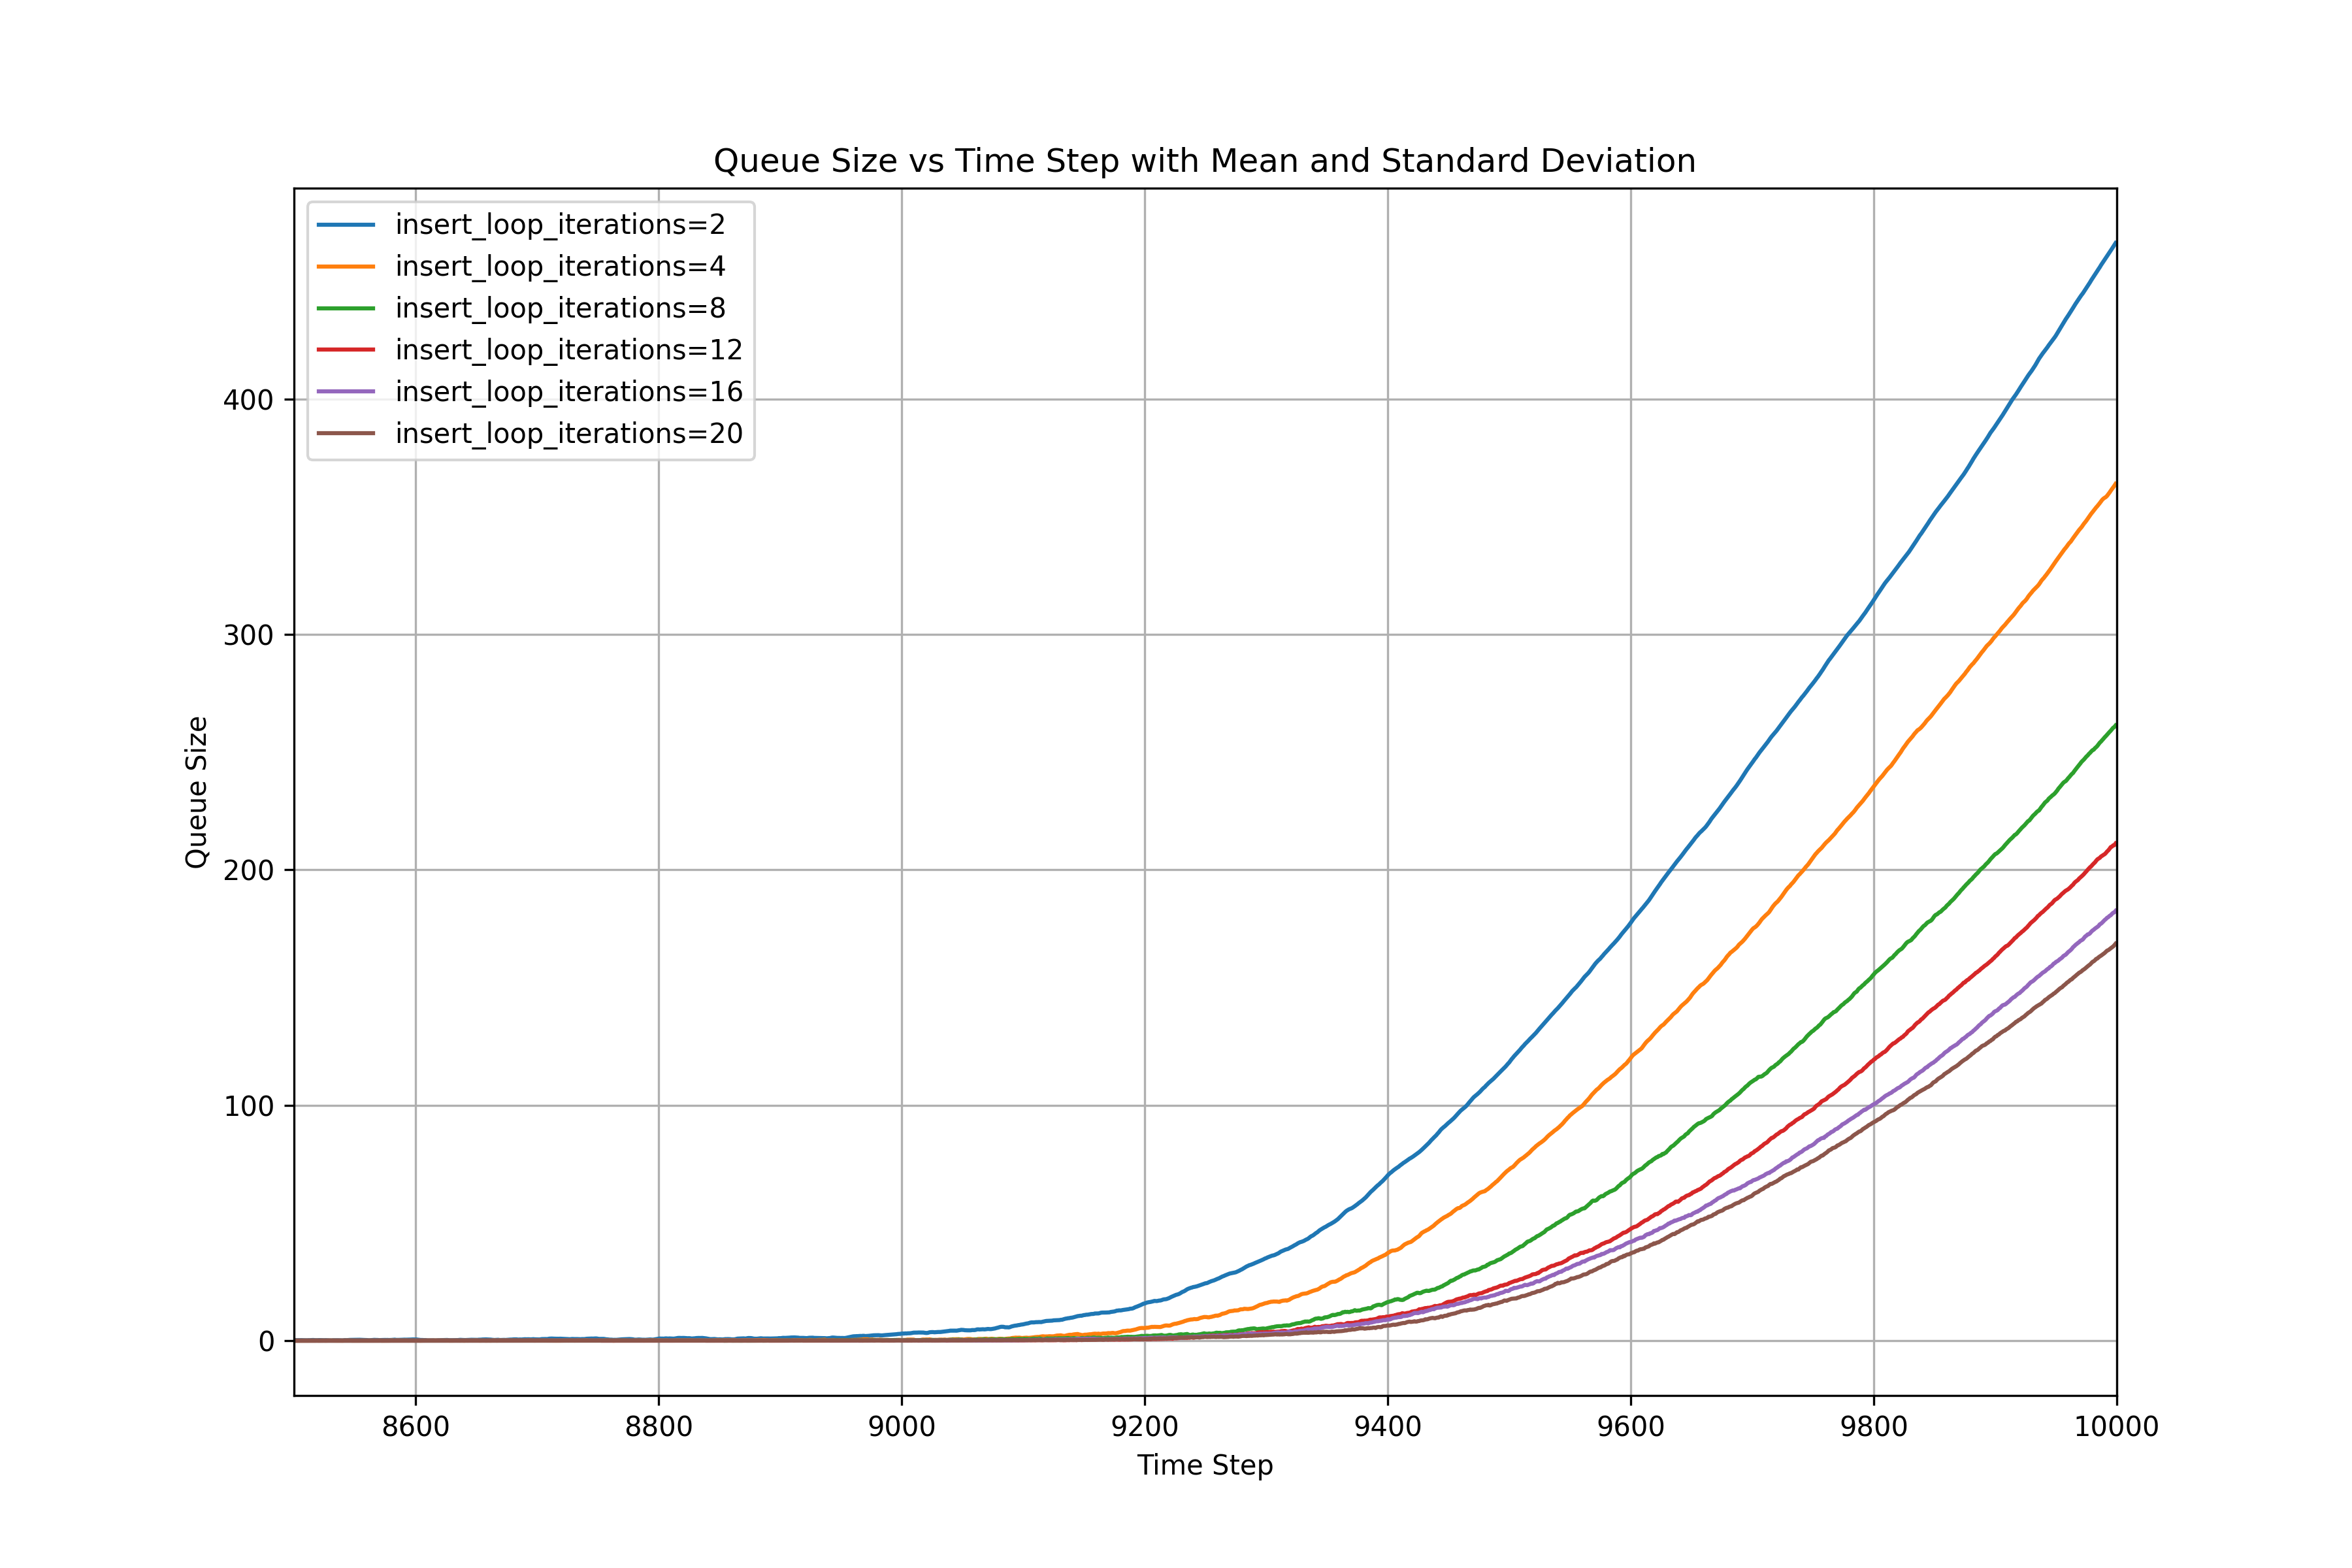 Queue Size vs Time Step with Mean and Standard Deviation
insert_loop_iterations=2
insert_loop_iterations=4
insert_loop_iterations=8
insert_loop_iterations=12
insert_loop_iterations=16
insert_loop_iterations=20
Queue Size
400
300
200
100
0
8600 8800 9000 9200 9400 9600 9800 10000
Time Step